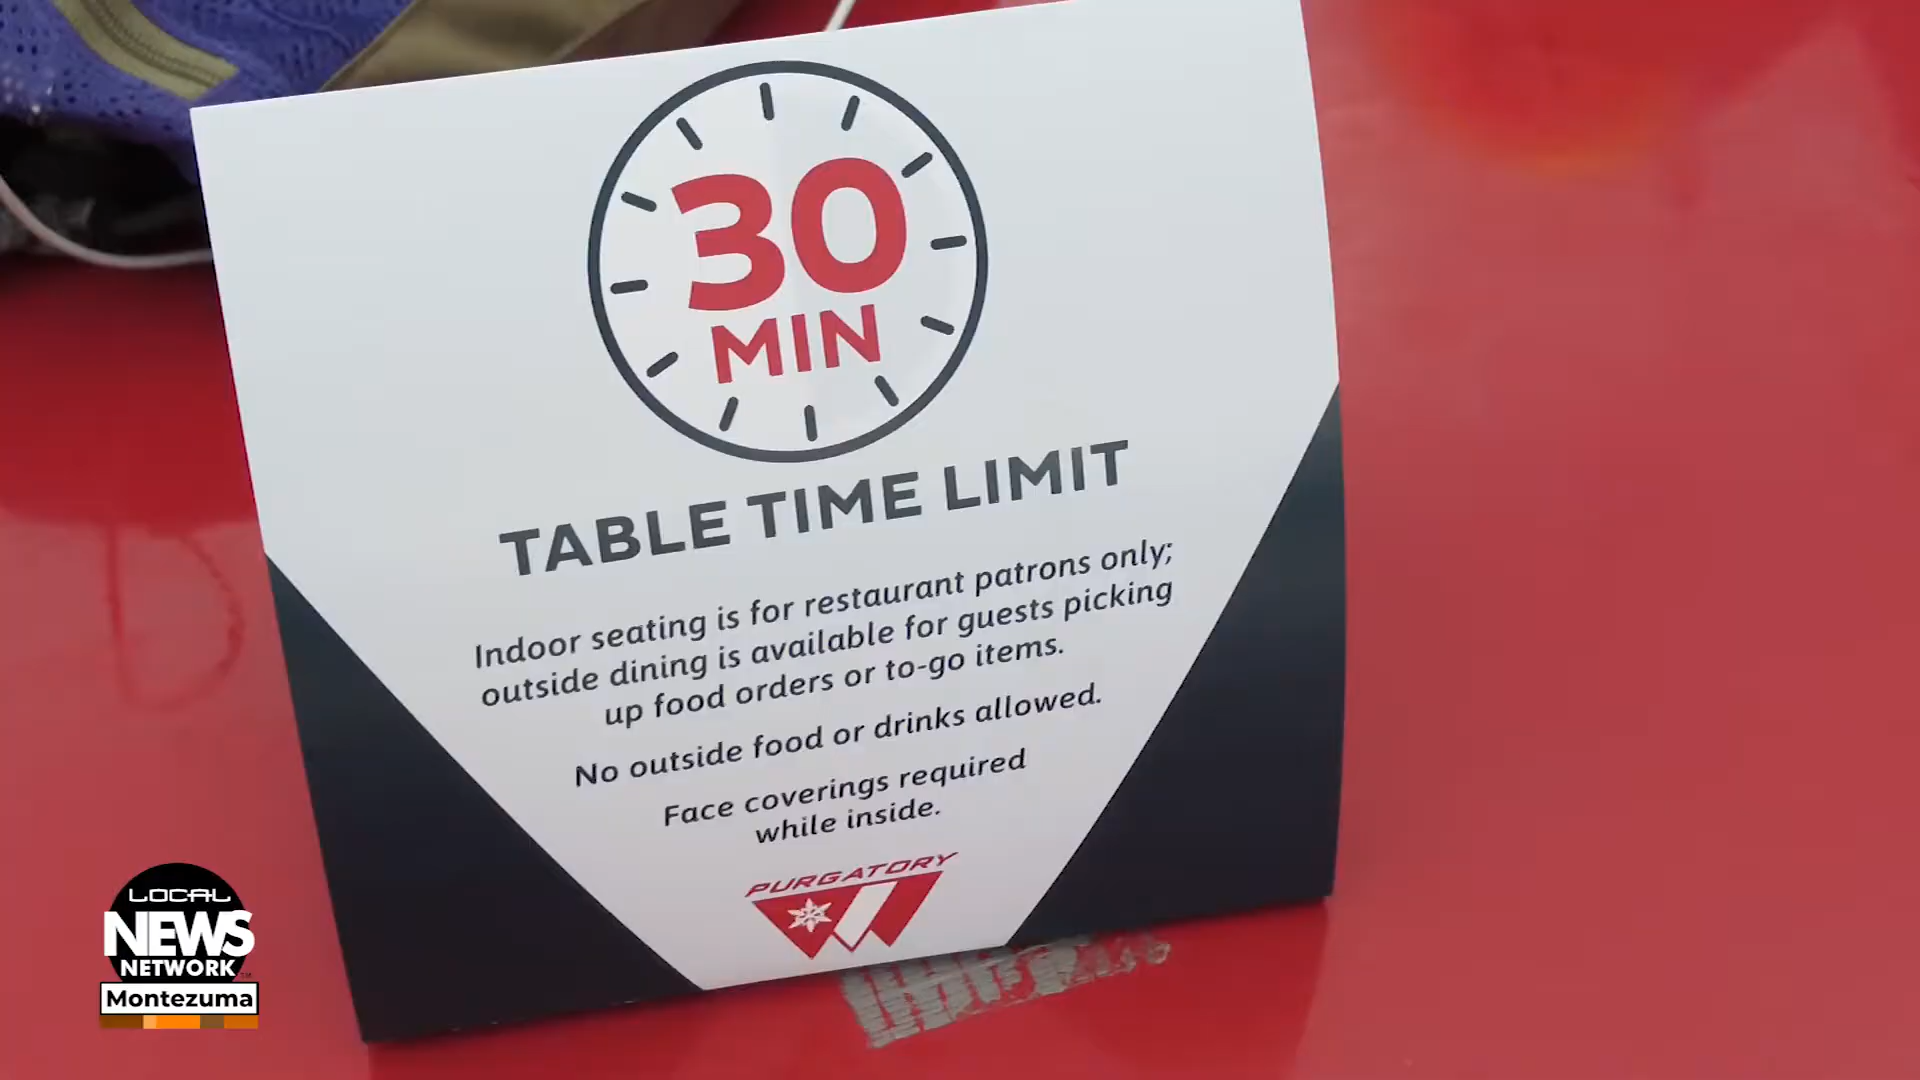 30
MIN
TABLE TIME LIMIT
Indoor seating is for restaurant patrons only;
outside dining is available for guests picking
up food orders or to-go items.
No outside food or drinks allowed.
Face coverings required
while inside.
PURGATORY
LOCAL
NEWS
NETWORK™
Montezuma